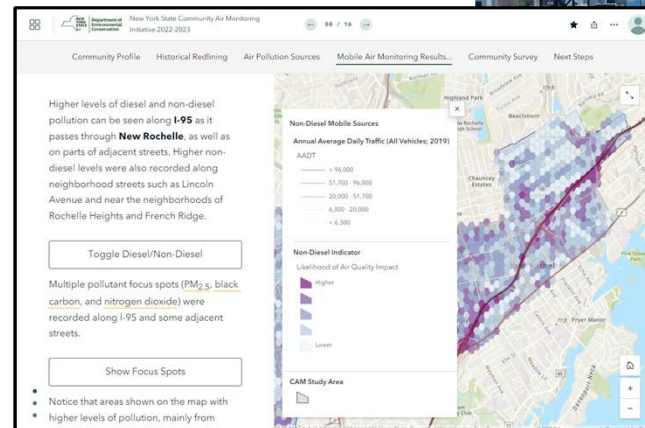 NEW YORK STATE
Department of Environmental Conservation
New York State Community Air Monitoring
Initiative 2022-2023
08 / 16
Community Profile
Historical Redlining
Air Pollution Sources
Mobile Air Monitoring Results...
Community Survey
Next Steps
Higher levels of diesel and non-diesel
pollution can be seen along I-95 as it
passes through New Rochelle, as well as
on parts of adjacent streets. Higher non-
diesel levels were also recorded along
neighborhood streets such as Lincoln
Avenue and near the neighborhoods of
Rochelle Heights and French Ridge.
Toggle Diesel/Non-Diesel
Multiple pollutant focus spots (PM2.5, black
carbon, and nitrogen dioxide) were
recorded along I-95 and some adjacent
streets.
Show Focus Spots
Notice that areas shown on the map with
higher levels of pollution, mainly from
Non-Diesel Mobile Sources
Annual Average Daily Traffic (All Vehicles; 2019)
AADT
> 96,000
51,700 - 96,000
20,000 - 51,700
6,300 - 20,000
< 6,300
Non-Diesel Indicator
Likelihood of Air Quality Impact
Higher
Lower
CAM Study Area
Highland Park
Beachmont
Chauncey
Estates
Fryer Manor
Davenport Neck